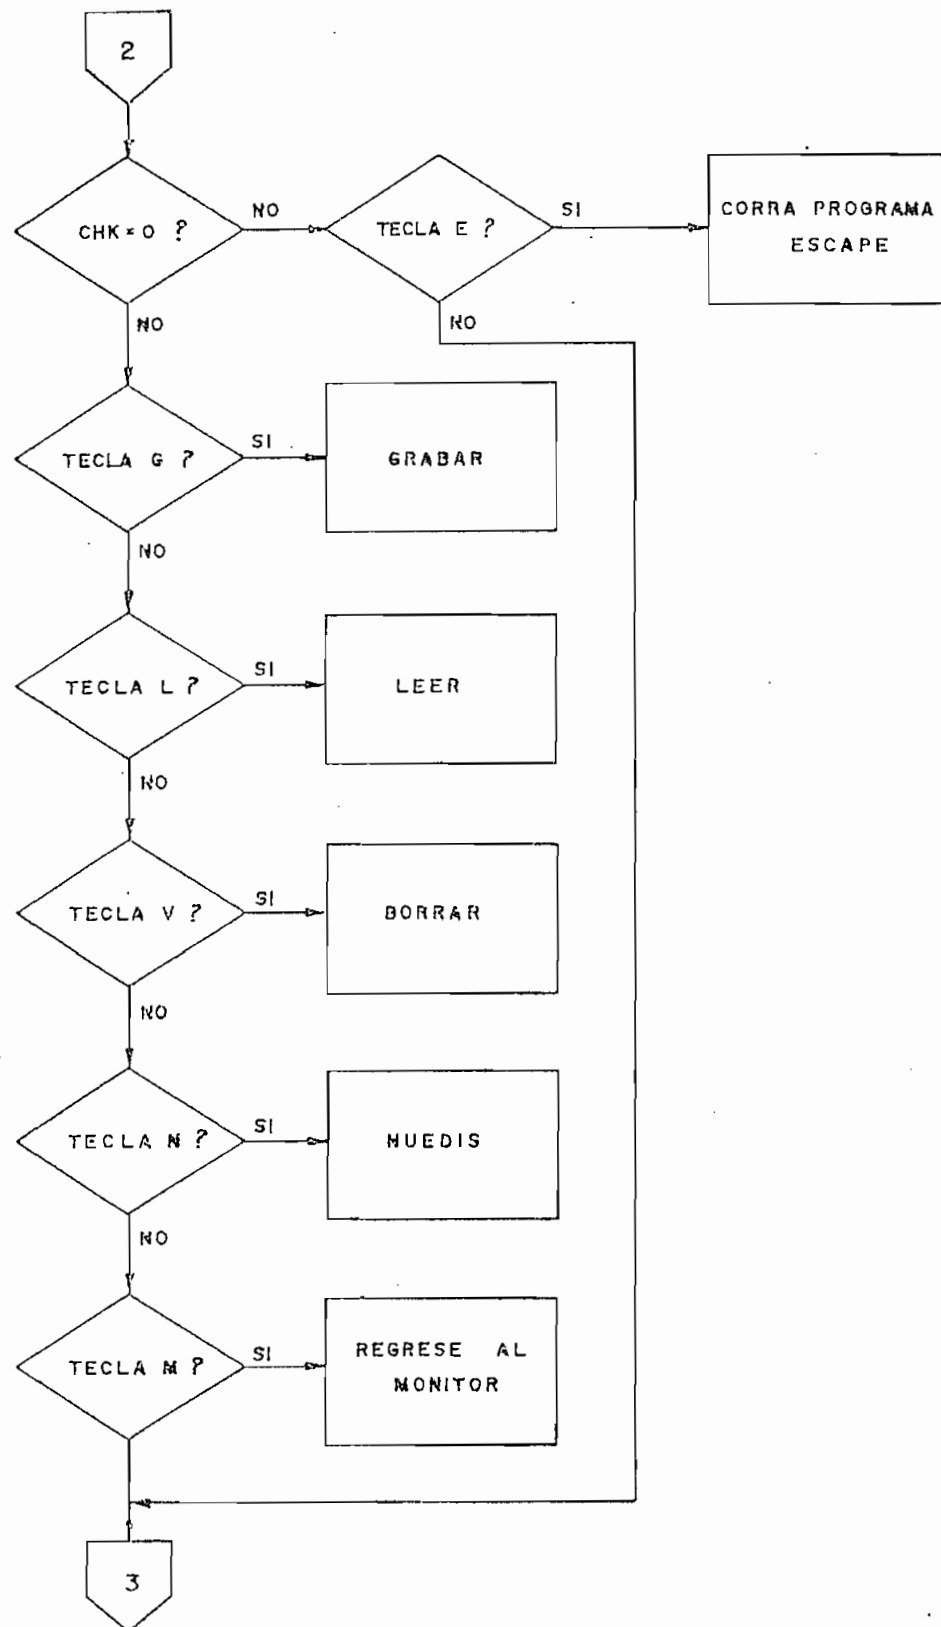 2
CHK = 0 ?
NO
TECLA E ?
SI
CORRA PROGRAMA
ESCAPE
NO
NO
TECLA G ?
SI
GRABAR
NO
TECLA L ?
SI
LEER
NO
TECLA V ?
SI
BORRAR
NO
TECLA N ?
SI
NUEDIS
NO
TECLA M ?
SI
REGRESE AL
MONITOR
3